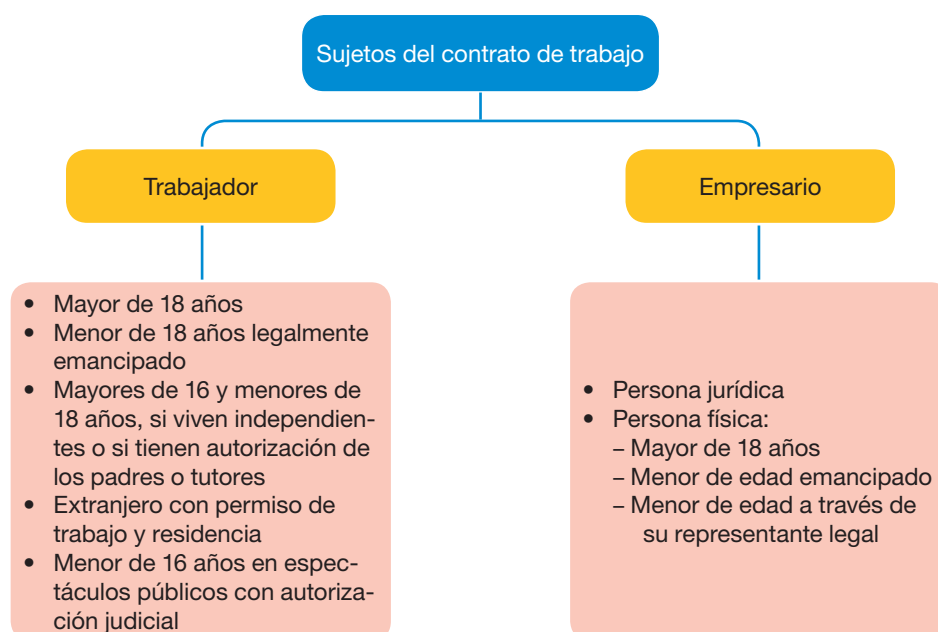 Sujetos del contrato de trabajo
Trabajador
Empresario
• Mayor de 18 años
• Menor de 18 años legalmente
emancipado
• Mayores de 16 y menores de
18 años, si viven independien-
tes o si tienen autorización de
los padres o tutores
• Extranjero con permiso de
trabajo y residencia
• Menor de 16 años en espec-
táculos públicos con autoriza-
ción judicial
• Persona jurídica
• Persona física:
– Mayor de 18 años
– Menor de edad emancipado
– Menor de edad a través de
su representante legal